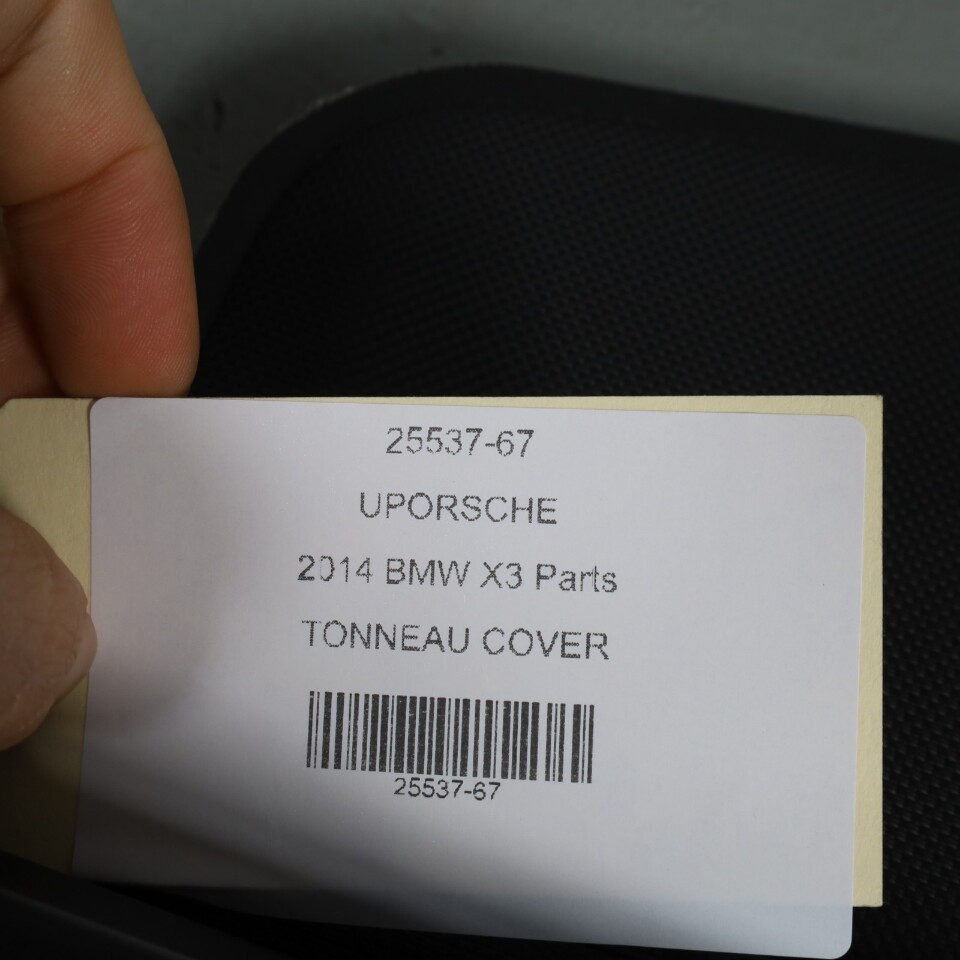 25537-67
UPORSCHE
2014 BMW X3 Parts
TONNEAU COVER
25537-67